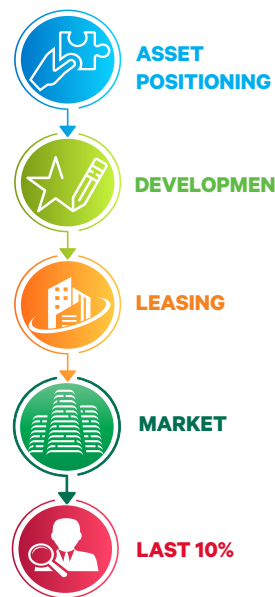 ASSET
POSITIONING
DEVELOPMEN
LEASING
MARKET
LAST 10%